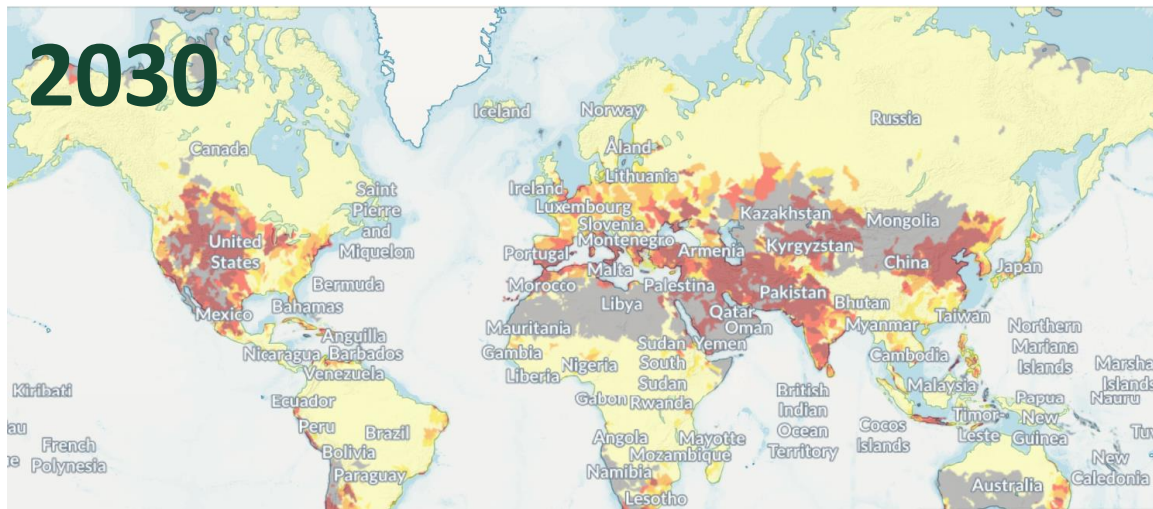 2030
Iceland
Norway
Russia
Canada
Åland
Lithuania
Saint
Pierre
and
Miquelon
Ireland
Luxembourg
Slovenia
Montenegro
Kazakhstan
Mongolia
United
States
Portugal
Armenia
Kyrgyzstan
China
Japan
Malta
Morocco
Palestina
Bermuda
Bahamas
Mexico
Libya
Pakistan
Bhutan
Qatar
Oman
Taiwan
Myanmar
Mauritania
Anguilla
Sudan
Yemen
Northern
Mariana
Islands
Nicaragua
Barbados
Gambia
Nigeria
South
Sudan
Cambodia
Marsha
Islands
Venezuela
Liberia
Kiribati
Malaysia
Ecuador
Gabon
Rwanda
British
Indian
Ocean
Territory
Papua
New
Guinea
Nauru
Peru
Brazil
Cocos
Islands
Timor
Leste
au
French
Polynesia
Angola
Mayotte
Tuv
Bolivia
Mozambique
e
Paraguay
Namibia
New
Caledonia
Australia
Lesotho